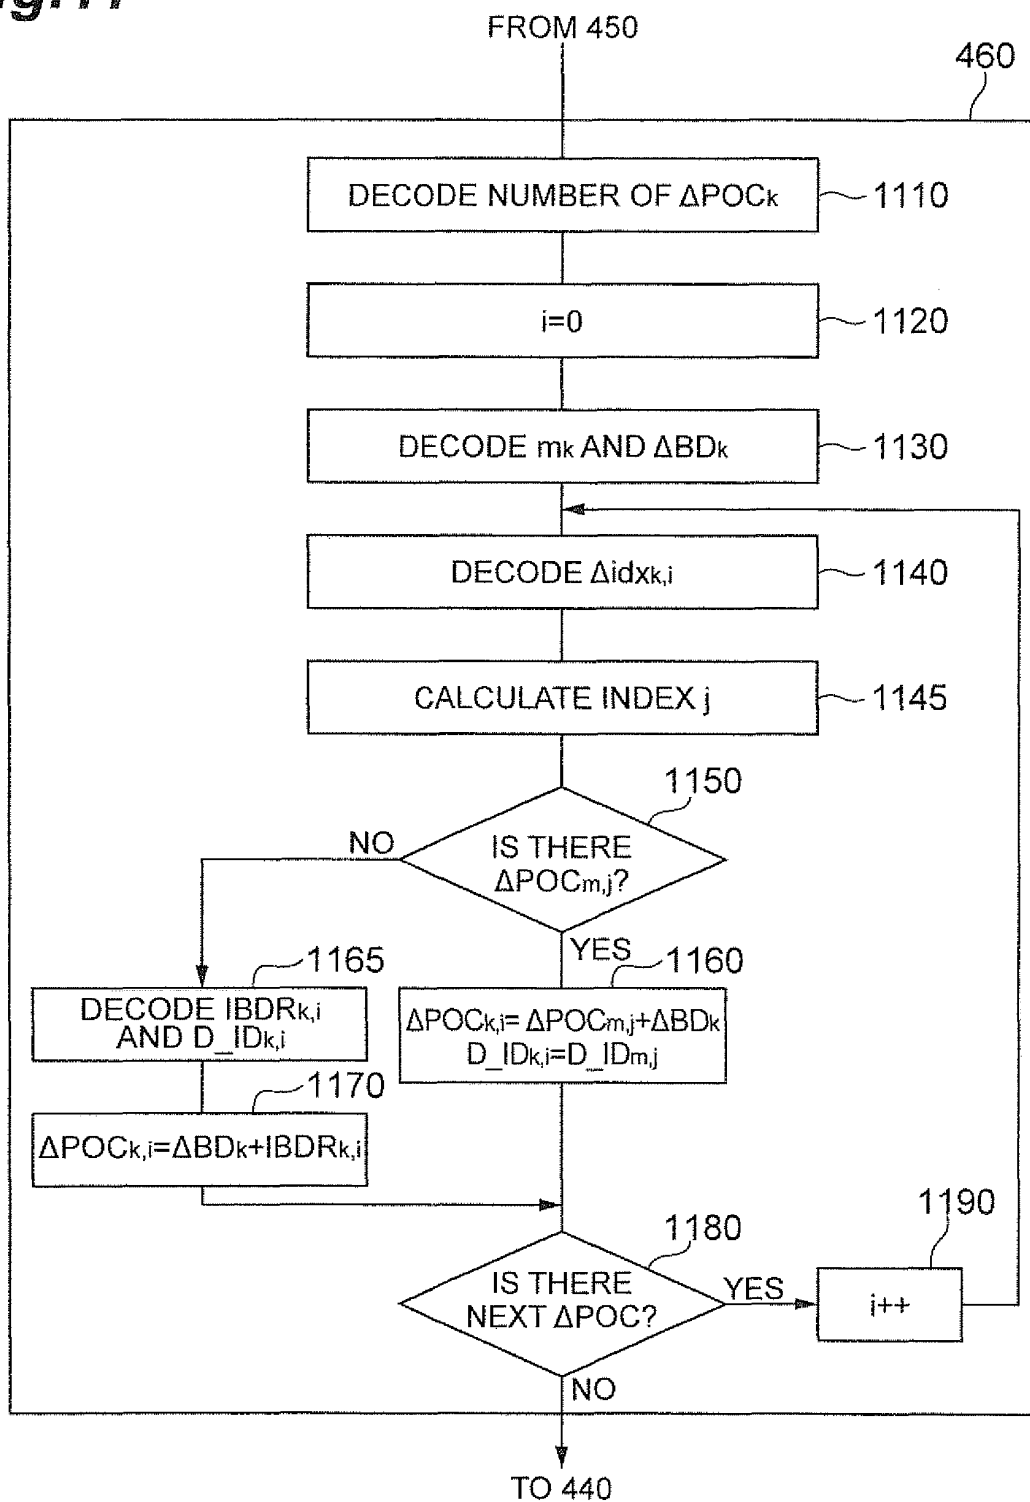 FROM 450
460
DECODE NUMBER OF ΔPOCk
1110
i=0
1120
DECODE mk AND ΔBDk
1130
DECODE Δidxk,i
1140
CALCULATE INDEX j
1145
1150
NO
IS THERE
ΔPOCm,j?
YES
1165
DECODE IBDRk,i
AND D_IDk,i
1160
ΔPOCk,i= ΔPOCm,j+ΔBDk
D_IDk,i=D_IDm,j
1170
ΔPOCk,i=ΔBDk+IBDRk,i
1180
IS THERE
NEXT ΔPOC?
YES
1190
i++
NO
TO 440